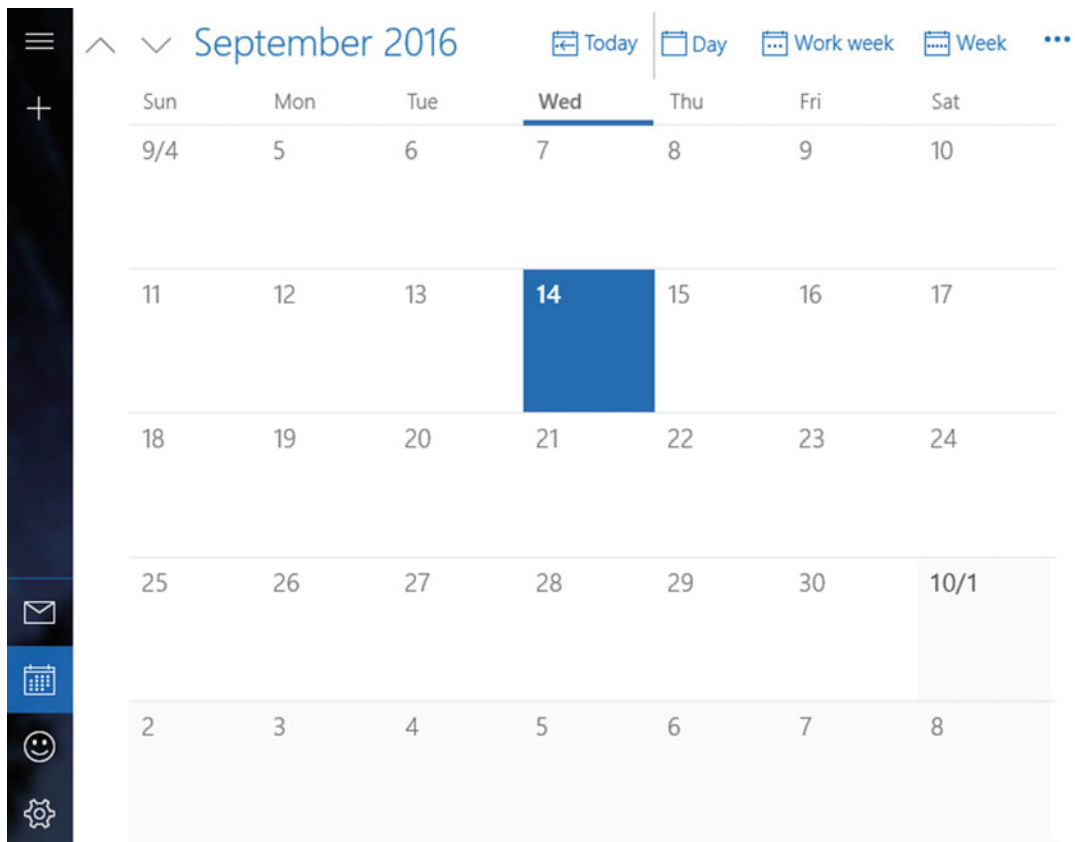 September 2016 Today Day Work week Week
Sun Mon Tue Wed Thu Fri Sat
9/4 5 6 7 8 9 10
11 12 13 14 15 16 17
18 19 20 21 22 23 24
25 26 27 28 29 30 10/1
2 3 4 5 6 7 8